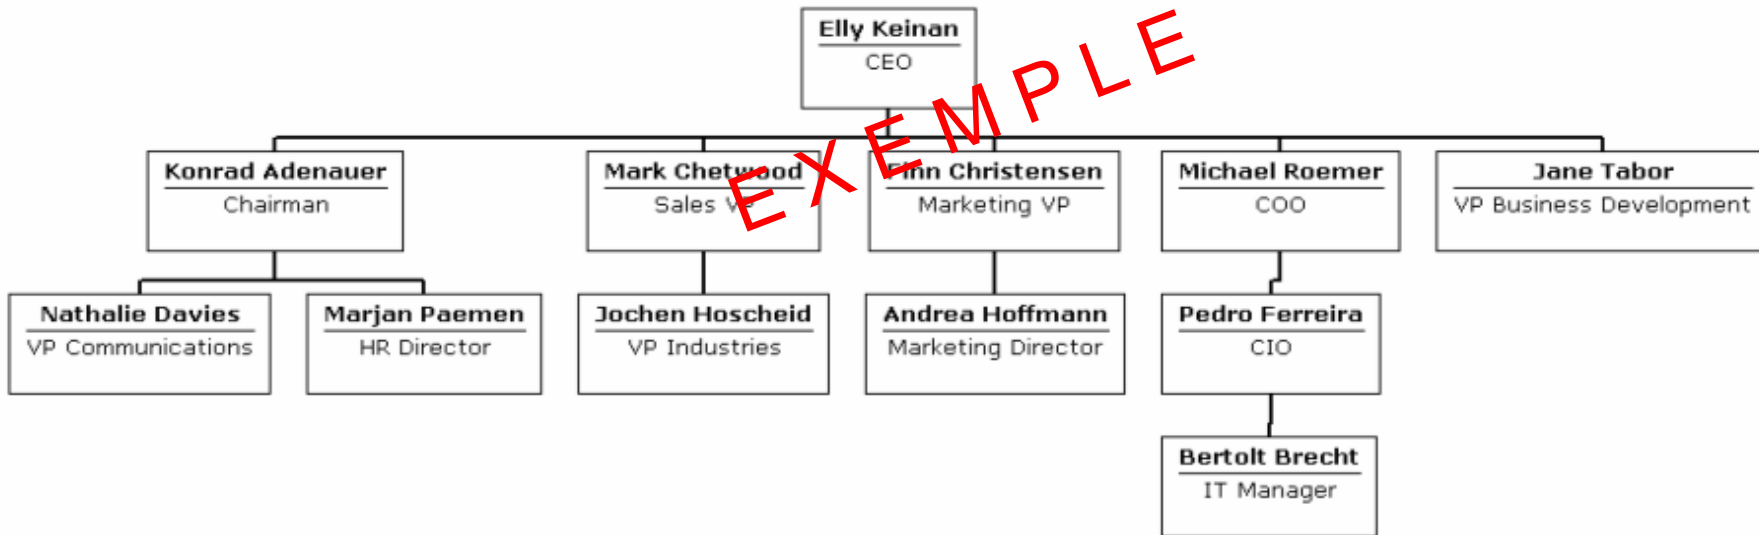 Elly Keinan
CEO
EXEMPLE
Konrad Adenauer
Chairman
Mark Chetwood
Sales VP
Finn Christensen
Marketing VP
Michael Roemer
COO
Jane Tabor
VP Business Development
Nathalie Davies
VP Communications
Marjan Paemen
HR Director
Jochen Hoscheid
VP Industries
Andrea Hoffmann
Marketing Director
Pedro Ferreira
CIO
Bertolt Brecht
IT Manager